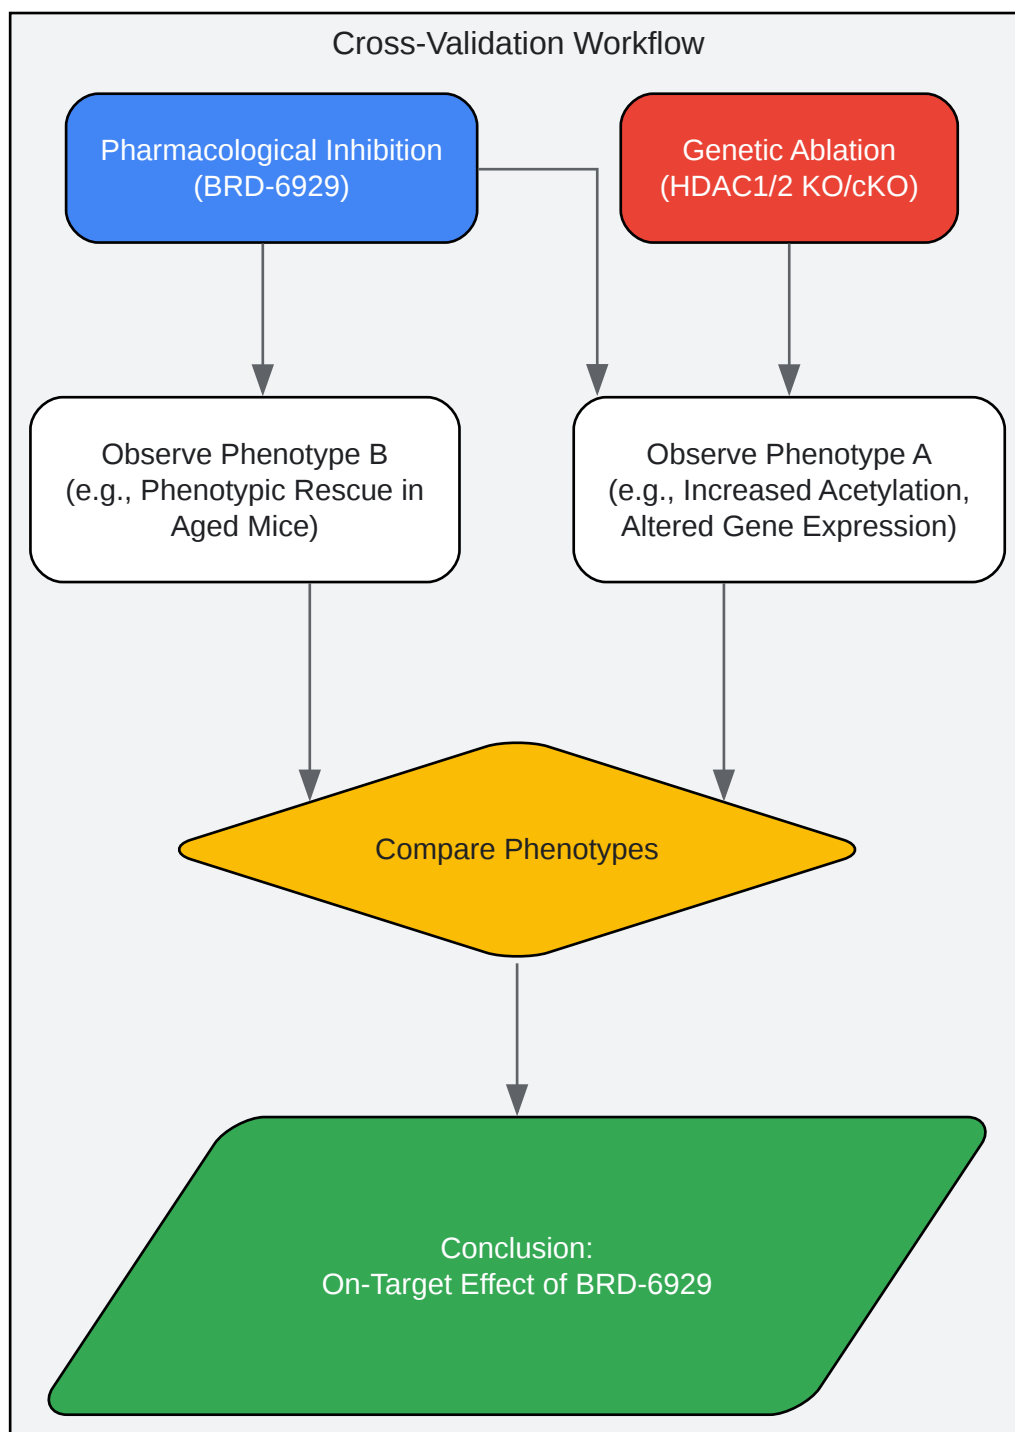 Cross-Validation Workflow
Pharmacological Inhibition
(BRD-6929)
Genetic Ablation
(HDAC1/2 KO/cKO)
Observe Phenotype B
(e.g., Phenotypic Rescue in
Aged Mice)
Observe Phenotype A
(e.g., Increased Acetylation,
Altered Gene Expression)
Compare Phenotypes
Conclusion:
On-Target Effect of BRD-6929